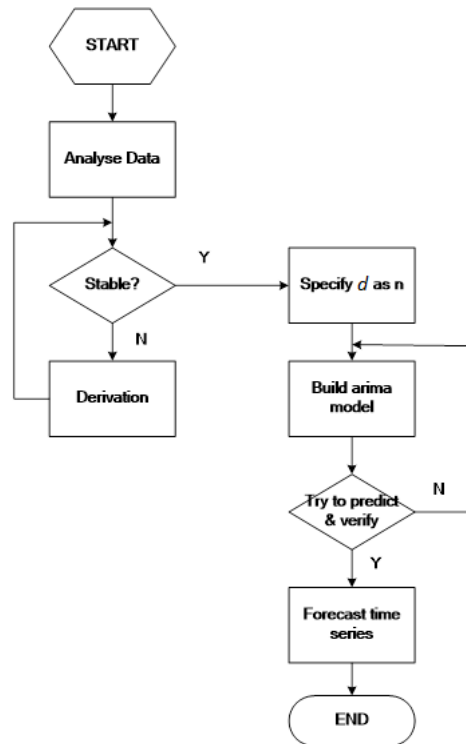 START
Analyse Data
Stable?
Y
N
Derivation
Specify d as n
Build arima
model
Try to predict
& verify
N
Y
Forecast time
series
END